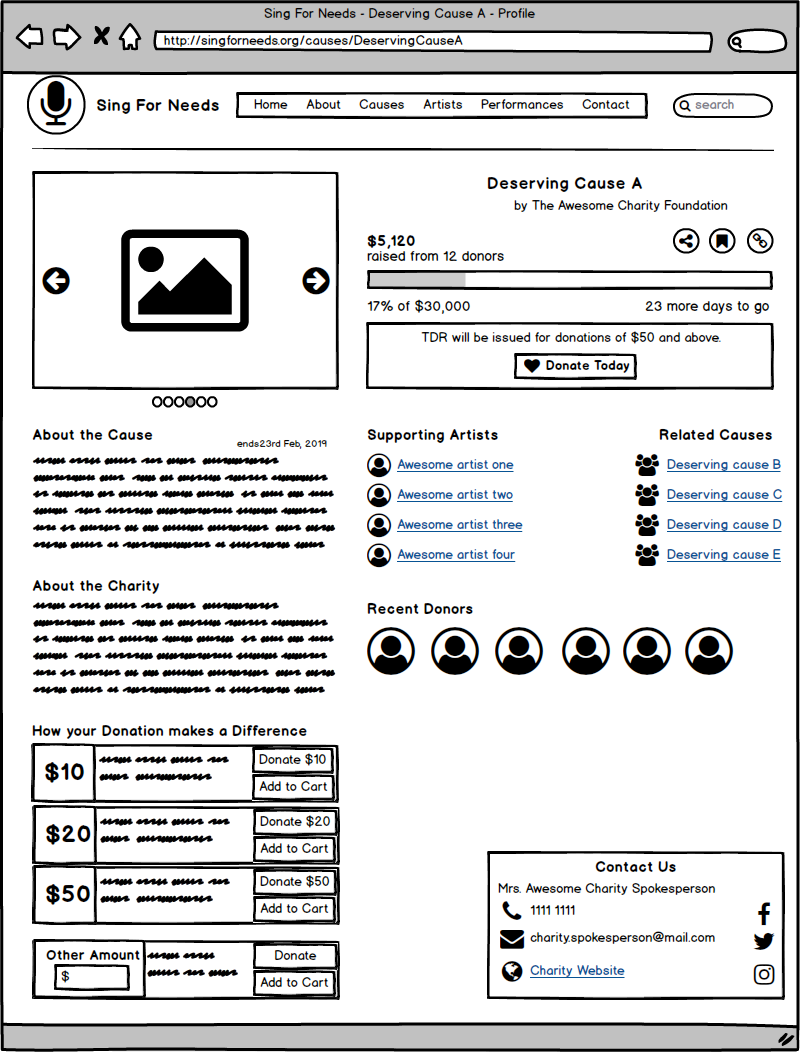 Sing For Needs - Deserving Cause A - Profile
http://singforneeds.org/causes/DeservingCauseA
Sing For Needs
Home About Causes Artists Performances Contact
search
Deserving Cause A
by The Awesome Charity Foundation
$5,120
raised from 12 donors
17% of $30,000
23 more days to go
TDR will be issued for donations of $50 and above.
Donate Today
About the Cause
ends23rd Feb, 2019
About the Charity
Supporting Artists
Awesome artist one
Awesome artist two
Awesome artist three
Awesome artist four
Related Causes
Deserving cause B
Deserving cause C
Deserving cause D
Deserving cause E
Recent Donors
How your Donation makes a Difference
$10
Donate $10
Add to Cart
$20
Donate $20
Add to Cart
$50
Donate $50
Add to Cart
Other Amount
$
Donate
Add to Cart
Contact Us
Mrs. Awesome Charity Spokesperson
1111 1111
charity.spokesperson@mail.com
Charity Website